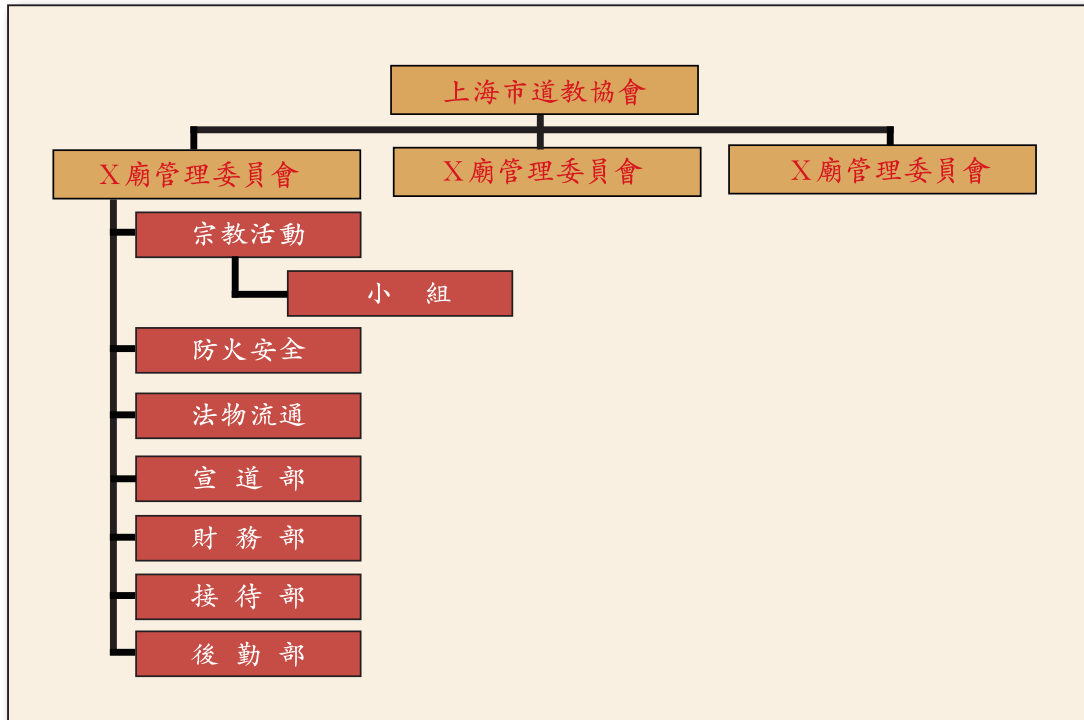 上海市道教協會
X廟管理委員會
X廟管理委員會
X廟管理委員會
宗教活動
小 組
防火安全
法物流通
宣道部
財務部
接待部
後勤部